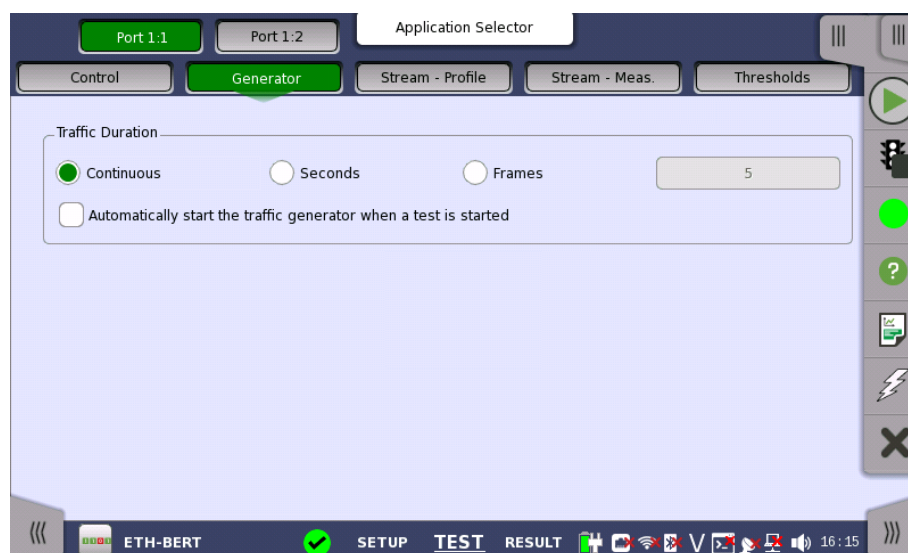 Port 1:1 Port 1:2 Application Selector
Control Generator Stream - Profile Stream - Meas. Thresholds
Traffic Duration
Continuous Seconds Frames 5
Automatically start the traffic generator when a test is started
ETH-BERT SETUP TEST RESULT 16:15